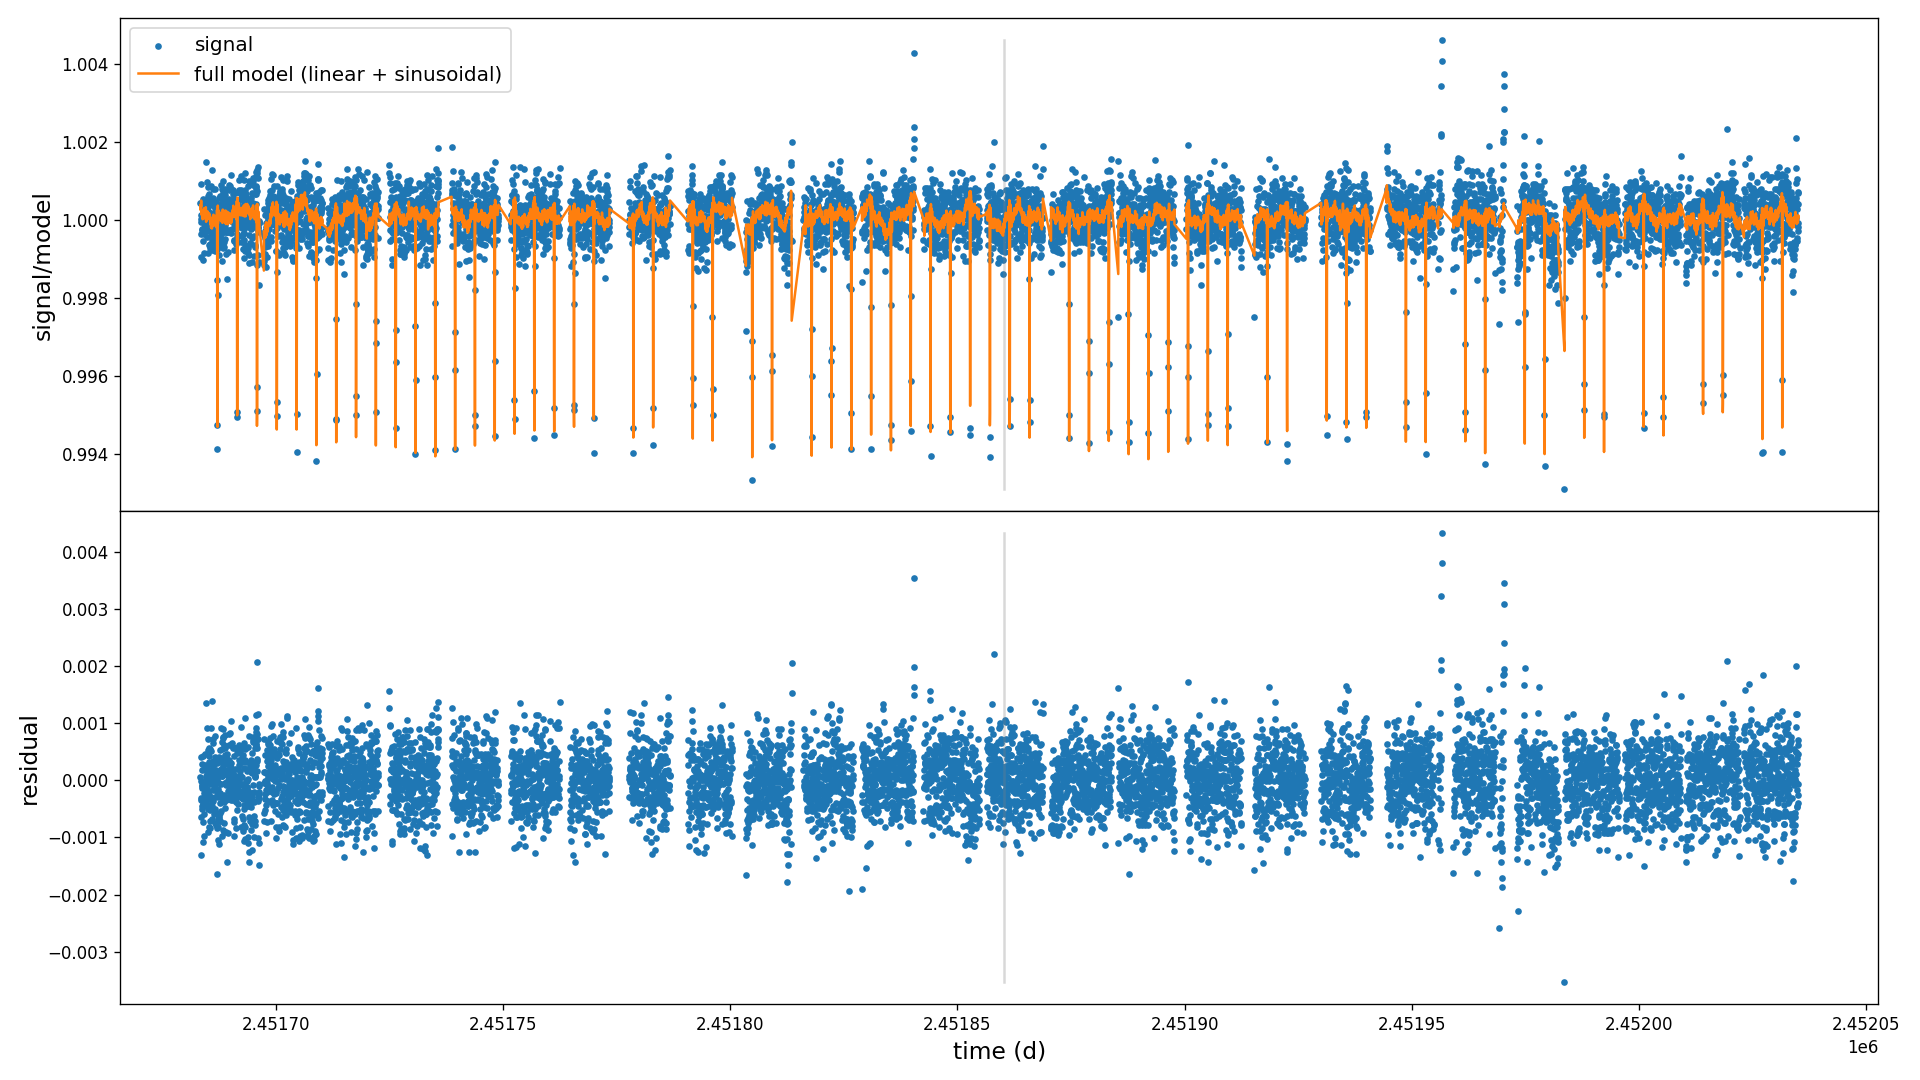 signal
full model (linear + sinusoidal)
signal/model
1.004
1.002
1.000
0.998
0.996
0.994
residual
0.004
0.003
0.002
0.001
0.000
−0.001
−0.002
−0.003
2.45170 2.45175 2.45180 2.45185 2.45190 2.45195 2.45200 2.45205
1e6
time (d)